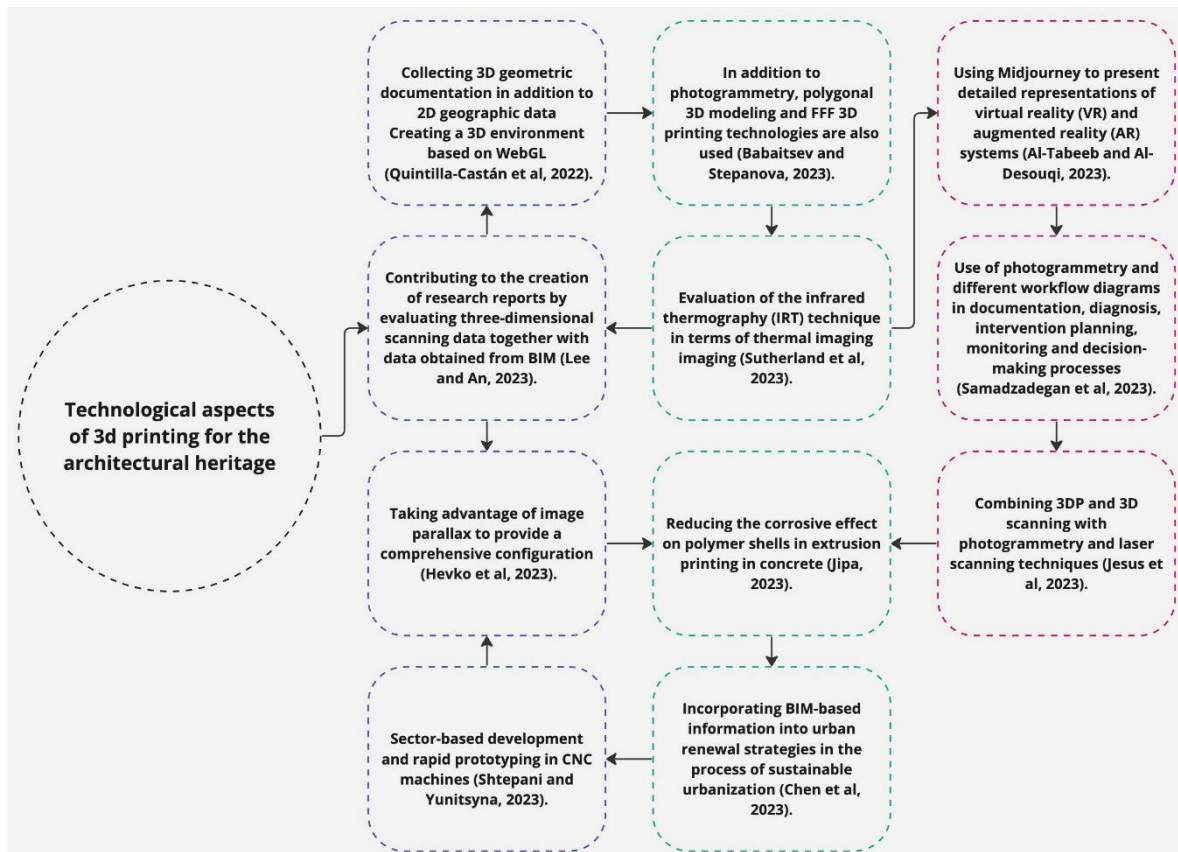 Technological aspects
of 3d printing for the
architectural heritage
Collecting 3D geometric
documentation in addition to
2D geographic data
Creating a 3D environment
based on WebGL
(Quintilla-Castán et al, 2022).
In addition to
photogrammetry, polygonal
3D modeling and FFF 3D
printing technologies are also
used (Babaitsev and
Stepanova, 2023).
Using Midjourney to present
detailed representations of
virtual reality (VR) and
augmented reality (AR)
systems (Al-Tabeeb and Al-
Desouqi, 2023).
Contributing to the creation
of research reports by
evaluating three-dimensional
scanning data together with
data obtained from BIM (Lee
and An, 2023).
Evaluation of the infrared
thermography (IRT) technique
in terms of thermal imaging
imaging (Sutherland et al,
2023).
Use of photogrammetry and
different workflow diagrams
in documentation, diagnosis,
intervention planning,
monitoring and decision-
making processes
(Samadzadegan et al, 2023).
Taking advantage of image
parallax to provide a
comprehensive configuration
(Hevko et al, 2023).
Reducing the corrosive effect
on polymer shells in extrusion
printing in concrete (Jipa,
2023).
Combining 3DP and 3D
scanning with
photogrammetry and laser
scanning techniques (Jesus et
al, 2023).
Sector-based development
and rapid prototyping in CNC
machines (Shtepani and
Yunitsyna, 2023).
Incorporating BIM-based
information into urban
renewal strategies in the
process of sustainable
urbanization (Chen et al,
2023).